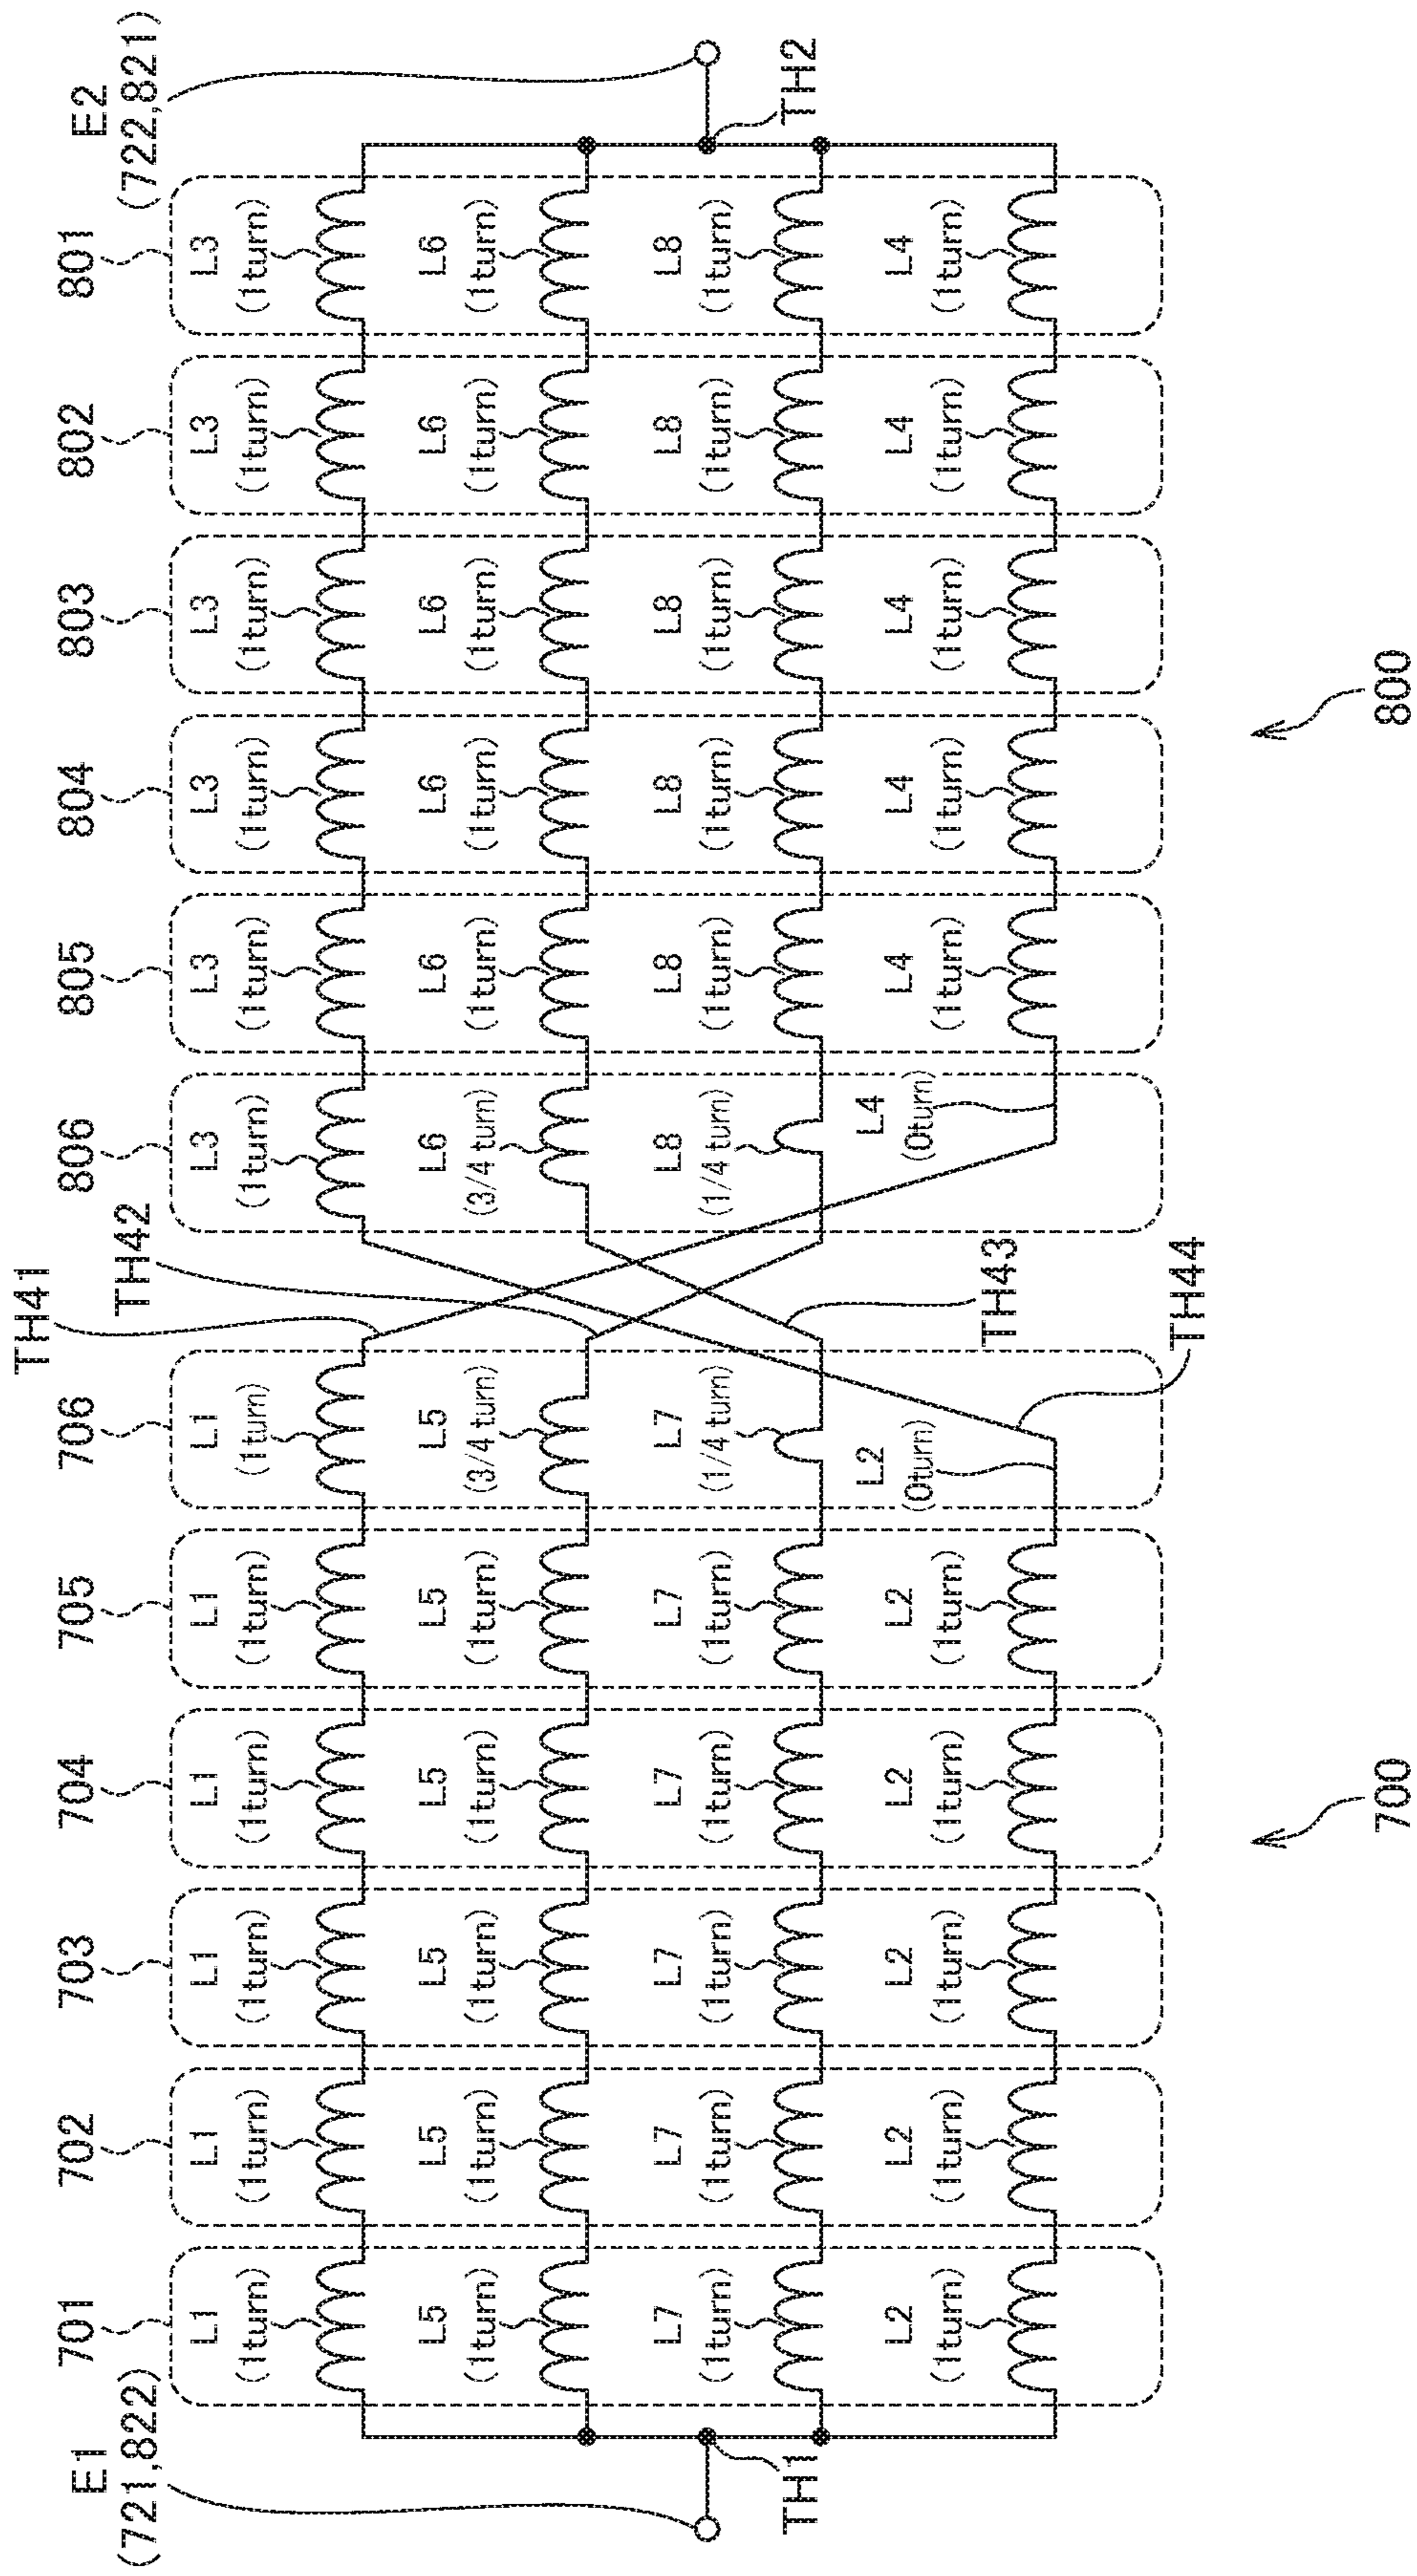 E1
(721,822)
TH1
701
L1
(1turn)
L5
(1turn)
L7
(1turn)
L2
(1turn)
702
L1
(1turn)
L5
(1turn)
L7
(1turn)
L2
(1turn)
703
L1
(1turn)
L5
(1turn)
L7
(1turn)
L2
(1turn)
704
L1
(1turn)
L5
(1turn)
L7
(1turn)
L2
(1turn)
705
L1
(1turn)
L5
(1turn)
L7
(1turn)
L2
(1turn)
706
L1
(1turn)
L5
(3/4 turn)
L7
(1/4 turn)
L2
(0turn)
TH41
TH42
TH43
TH44
806
L3
(1turn)
L6
(3/4 turn)
L8
(1/4 turn)
L4
(0turn)
805
L3
(1turn)
L6
(1turn)
L8
(1turn)
L4
(1turn)
804
L3
(1turn)
L6
(1turn)
L8
(1turn)
L4
(1turn)
803
L3
(1turn)
L6
(1turn)
L8
(1turn)
L4
(1turn)
802
L3
(1turn)
L6
(1turn)
L8
(1turn)
L4
(1turn)
801
L3
(1turn)
L6
(1turn)
L8
(1turn)
L4
(1turn)
E2
(722,821)
TH2
700
800